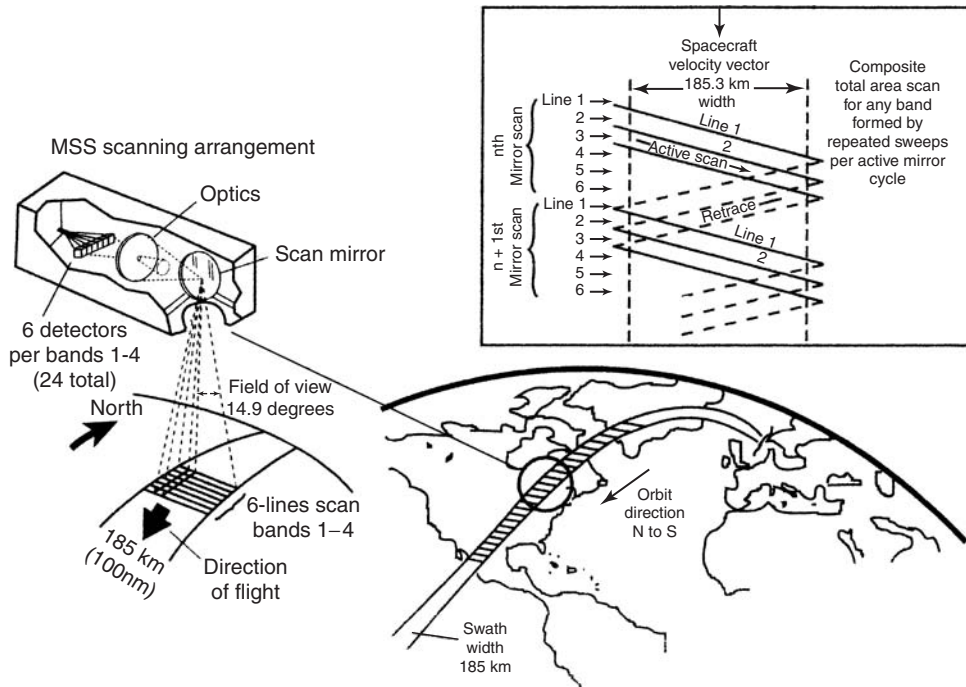 MSS scanning arrangement
Optics
Scan mirror
6 detectors
per bands 1-4
(24 total)
Field of view
14.9 degrees
North
6-lines scan
bands 1–4
185 km
(100nm)
Direction
of flight
Spacecraft
velocity vector
185.3 km
width
Composite
total area scan
for any band
formed by
repeated sweeps
per active mirror
cycle
nth
Mirror scan
Line 1
2
3
4
5
6
n + 1st
Mirror scan
Line 1
2
3
4
5
6
Line 1
2
Active scan
Retrace
Line 1
2
Orbit
direction
N to S
Swath
width
185 km